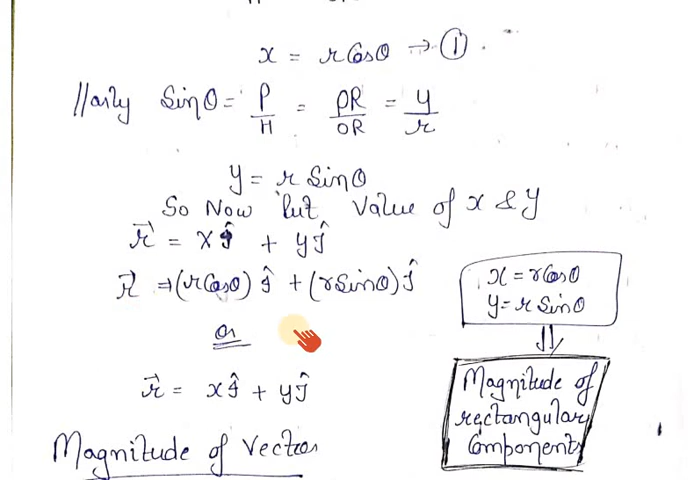 x = r Cosθ → ①.
//arly Sinθ = P/H = PR/OR = y/r
y = r Sinθ
So Now Put Value of x & y
r⃗ = x î + y ĵ
r⃗ ⇒ (r Cosθ) î + (r Sinθ) ĵ
or
r⃗ = x î + y ĵ
Magnitude of Vector
x = r Cosθ
y = r Sinθ
⇓
Magnitude of
rectangular
Components